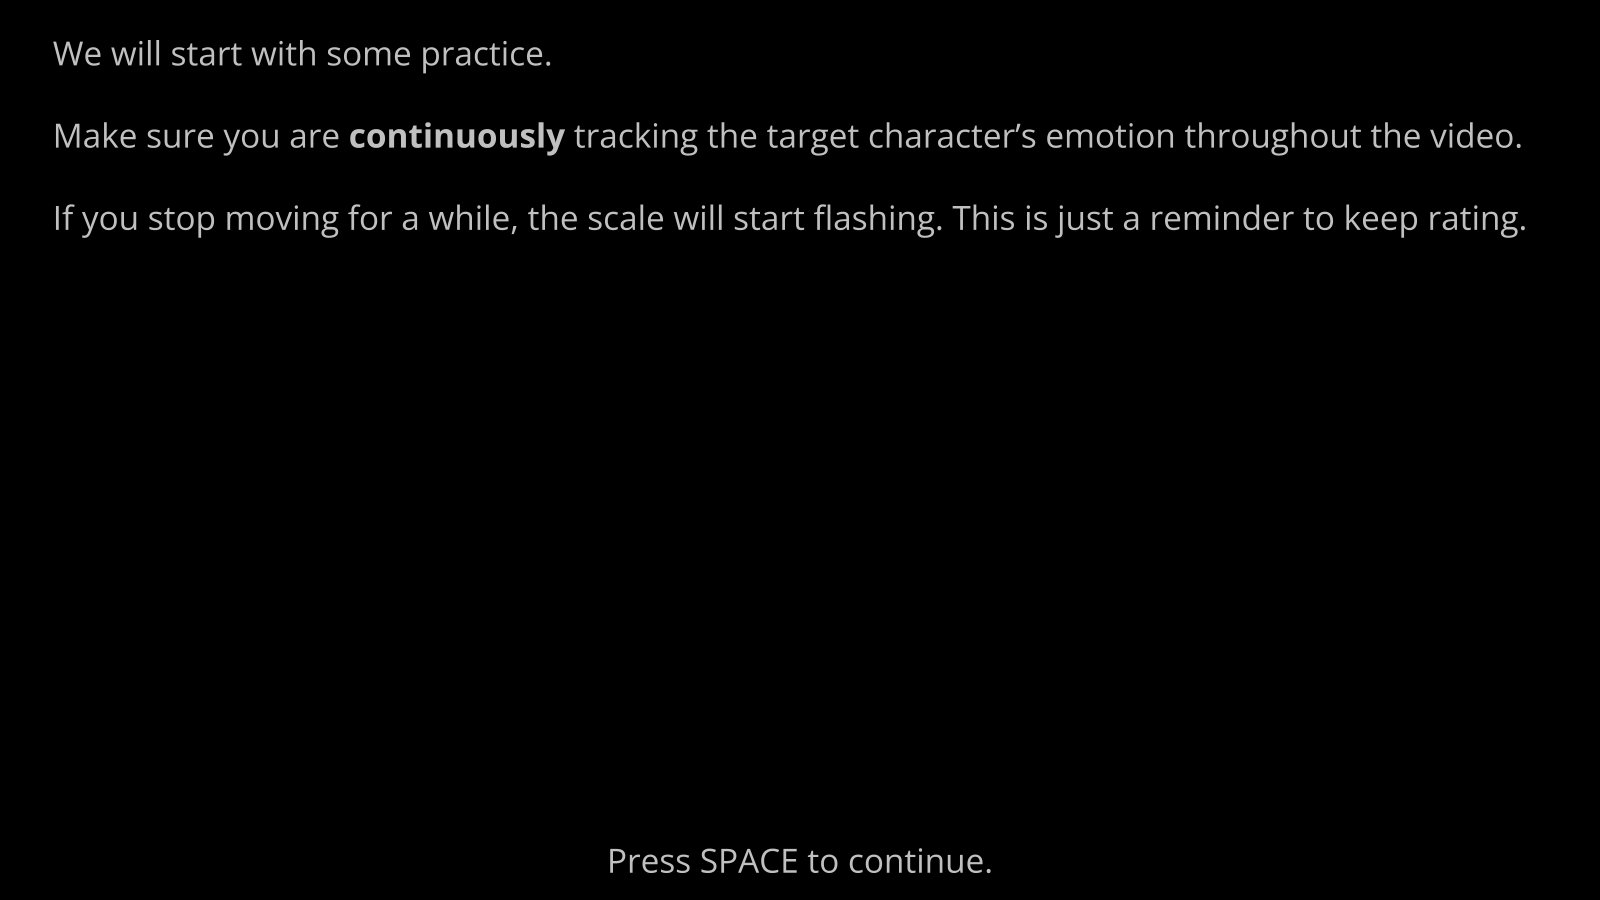 We will start with some practice.
Make sure you are continuously tracking the target character’s emotion throughout the video.
If you stop moving for a while, the scale will start flashing. This is just a reminder to keep rating.
Press SPACE to continue.